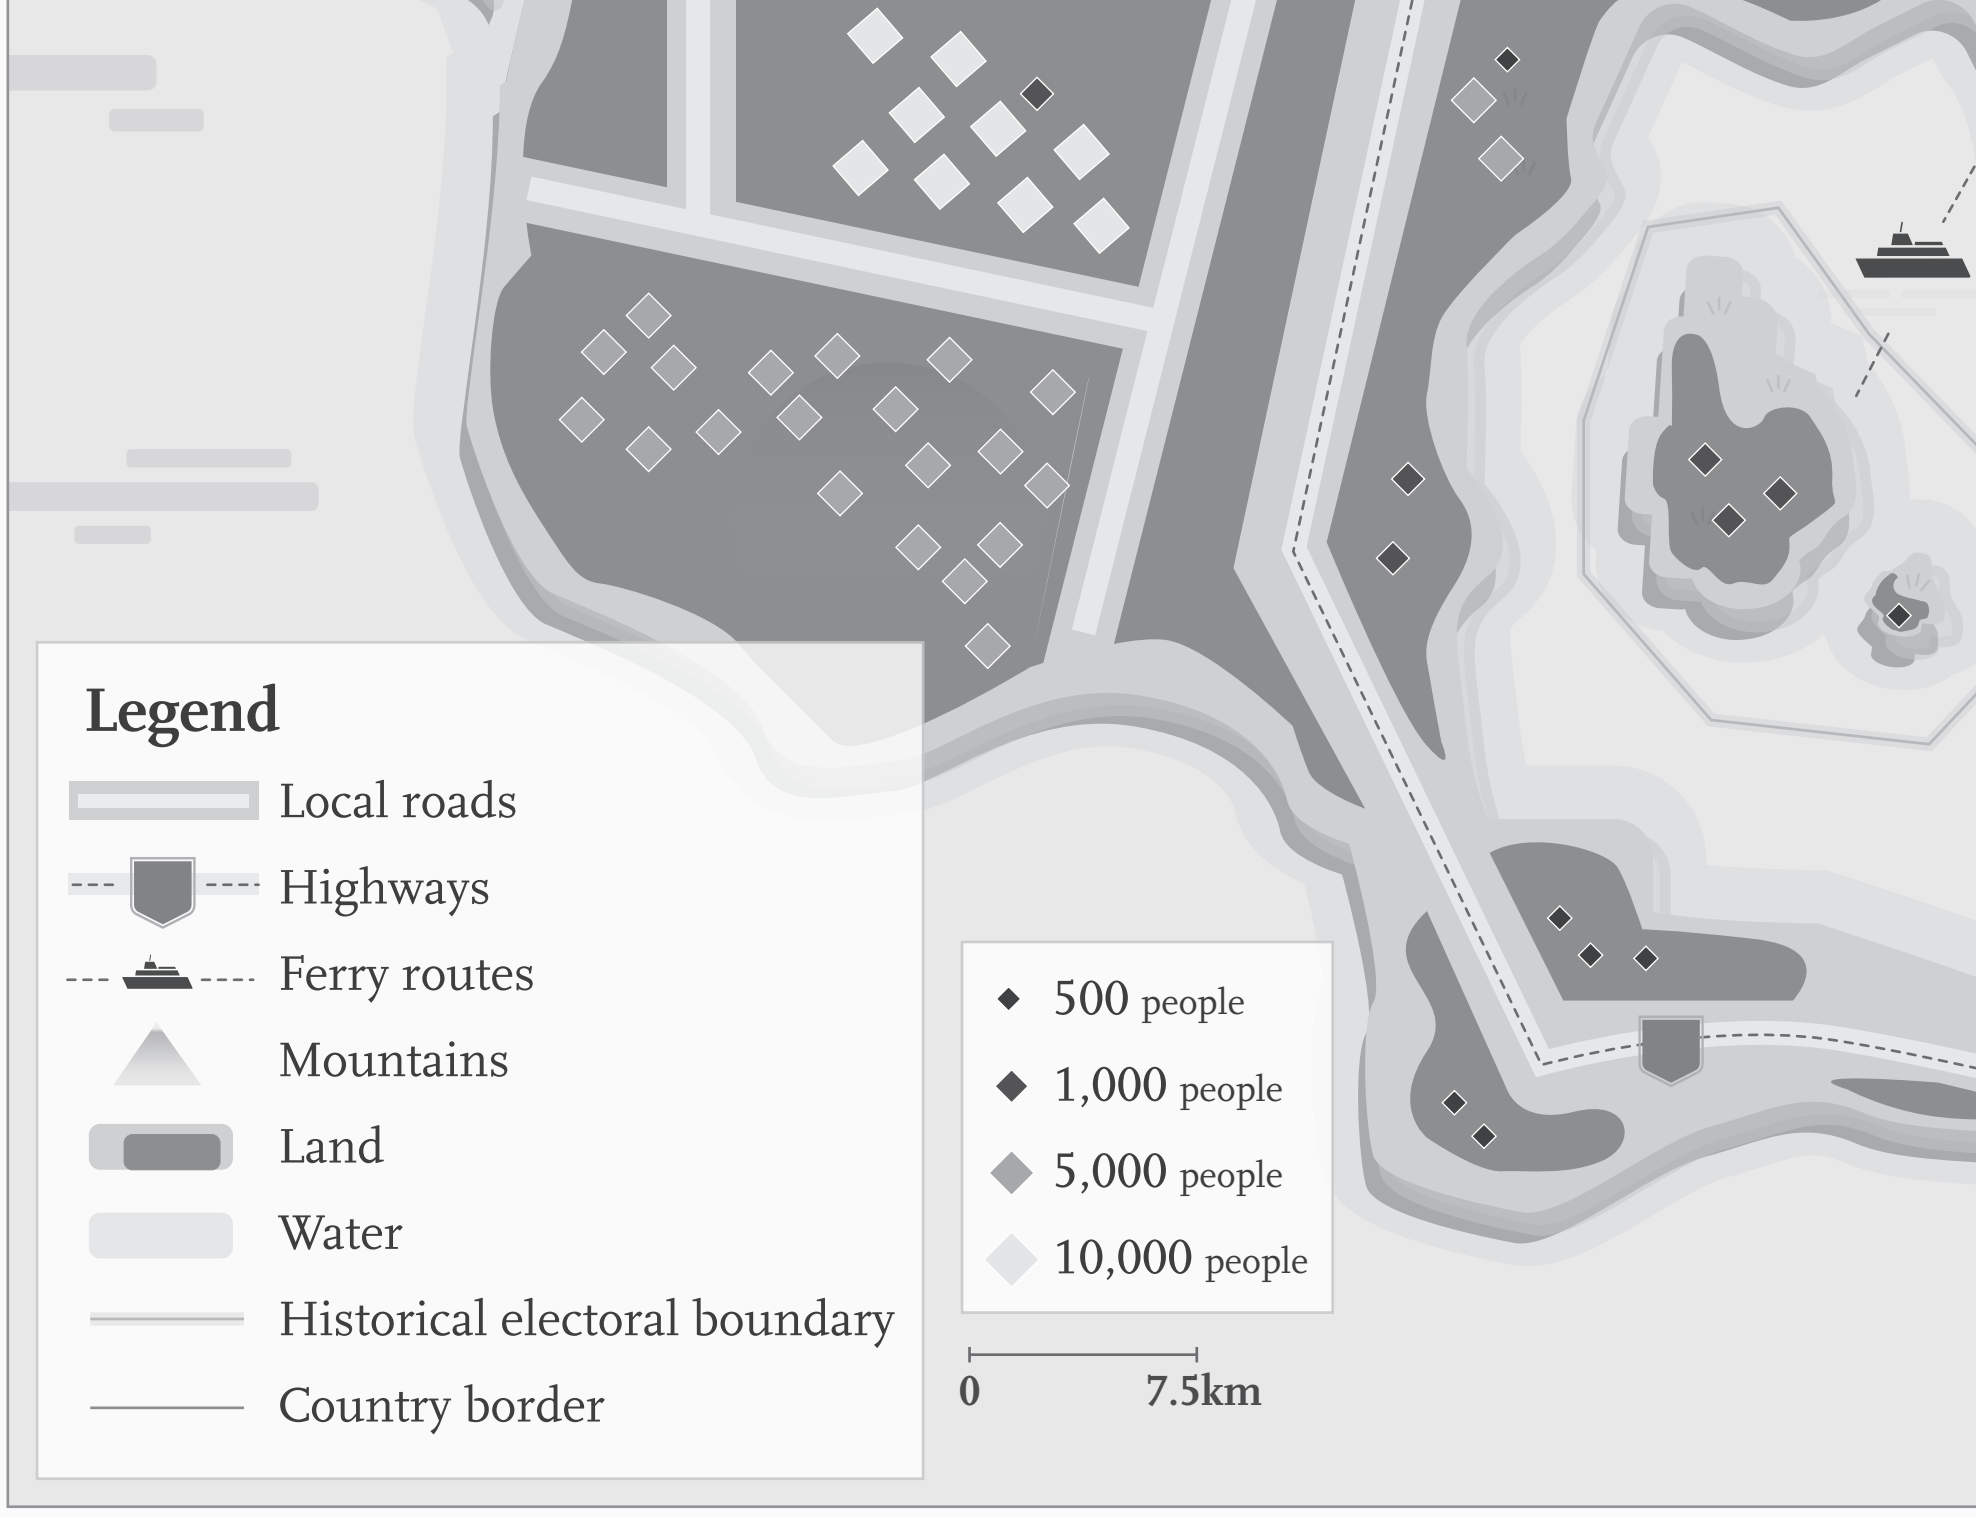 Legend
Local roads
Highways
Ferry routes
Mountains
Land
Water
Historical electoral boundary
Country border
500 people
1,000 people
5,000 people
10,000 people
0 7.5km